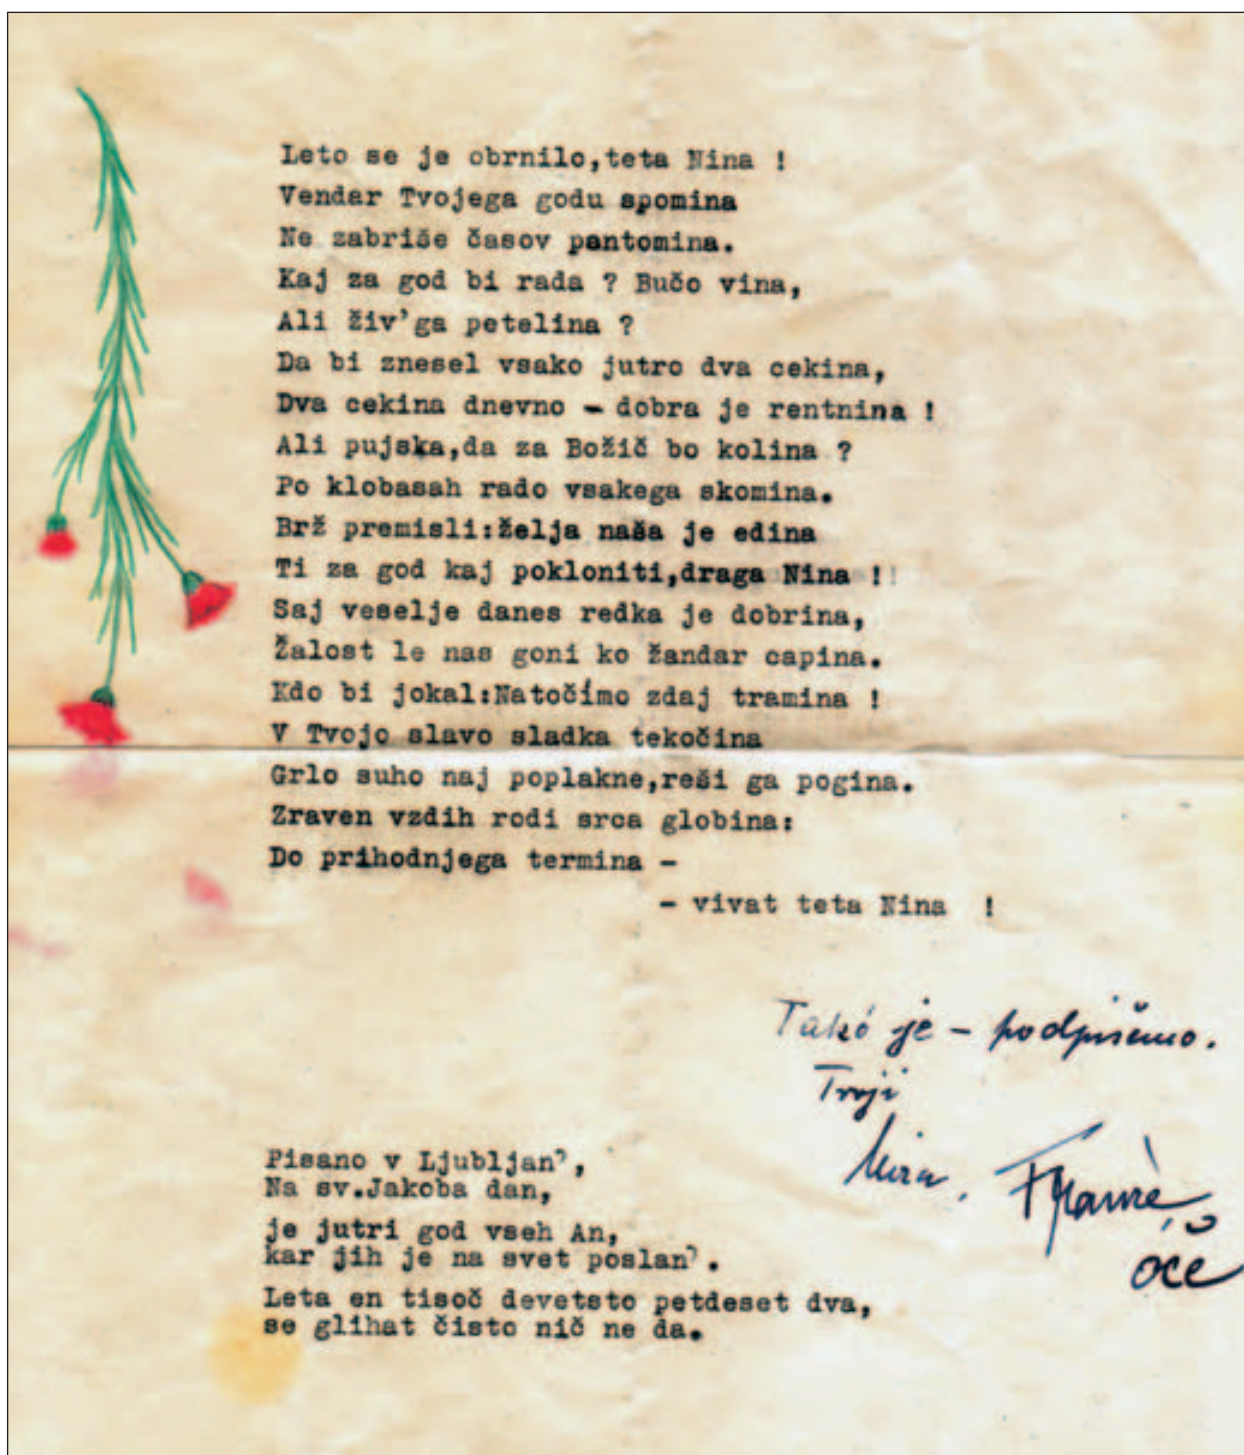 Leto se je obrnilo,teta Nina !
Vendar Tvojega godu spomina
Ne zabriše časov pantomina.
Kaj za god bi rada ? Bučo vina,
Ali živ'ga petelina ?
Da bi znesel vsako jutro dva cekina,
Dva cekina dnevno - dobra je rentnina !
Ali pujska,da za Božič bo kolina ?
Po klobasah rado vsakega skomina.
Brž premisli:želja naša je edina
Ti za god kaj pokloniti,draga Nina !
Saj veselje danes redka je dobrina,
Žalost le nas goni ko žandar capina.
Kdo bi jokal:Natočimo zdaj tramina !
V Tvojo slavo sladka tekočina
Grlo suho naj poplakne,reši ga pogina.
Zraven vzdih rodi srca globina:
Do prihodnjega termina -
- vivat teta Nina !
Takó je - podpišemo.
Tvoji
oče
Pisano v Ljubljan',
Na sv.Jakoba dan,
je jutri god vseh An,
kar jih je na svet poslan'.
Leta en tisoč devetsto petdeset dva,
se glihat čisto nič ne da.